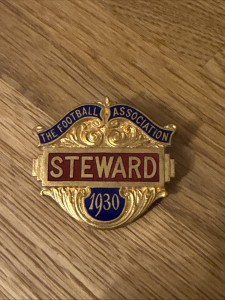 THE FOOTBALL ASSOCIATION
STEWARD
1930